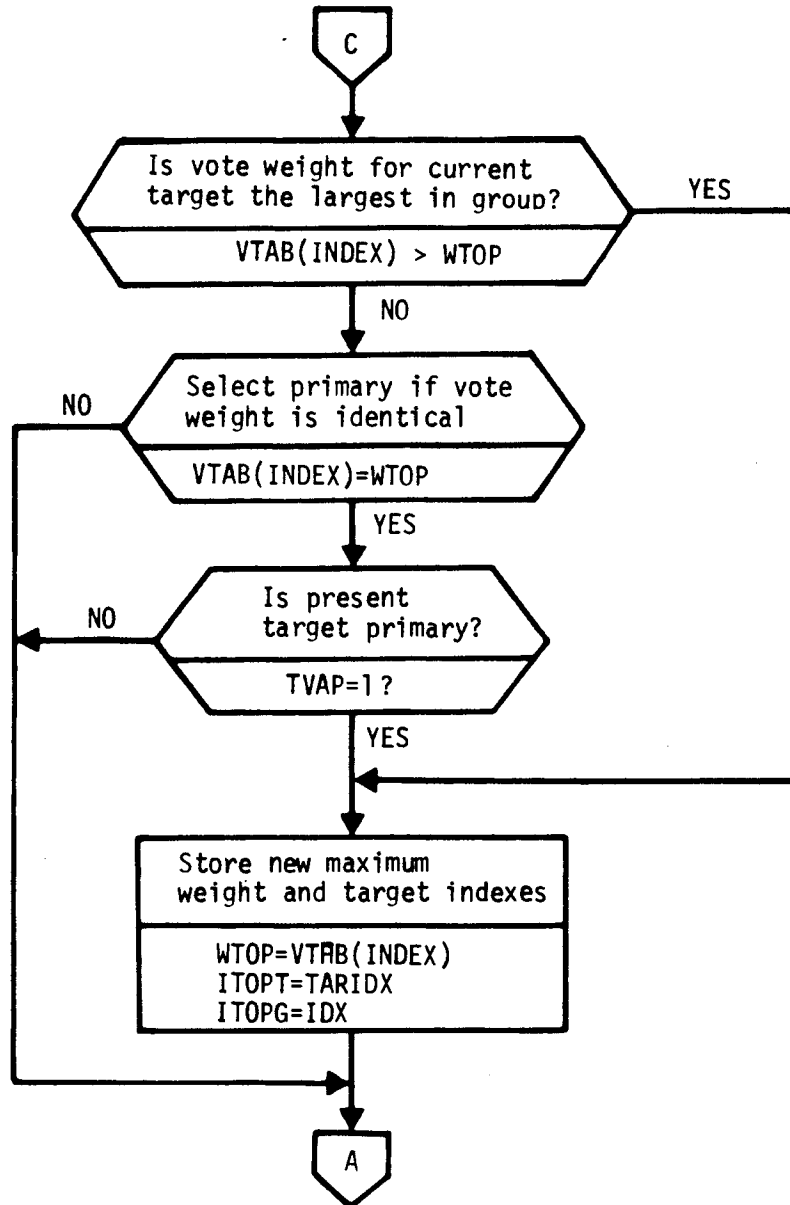 C
Is vote weight for current
target the largest in group?
YES
VTAB(INDEX) > WTOP
NO
Select primary if vote
weight is identical
NO
VTAB(INDEX)=WTOP
YES
Is present
target primary?
NO
TVAP=1?
YES
Store new maximum
weight and target indexes
WTOP=VTAB(INDEX)
ITOPT=TARIDX
ITOPG=IDX
A